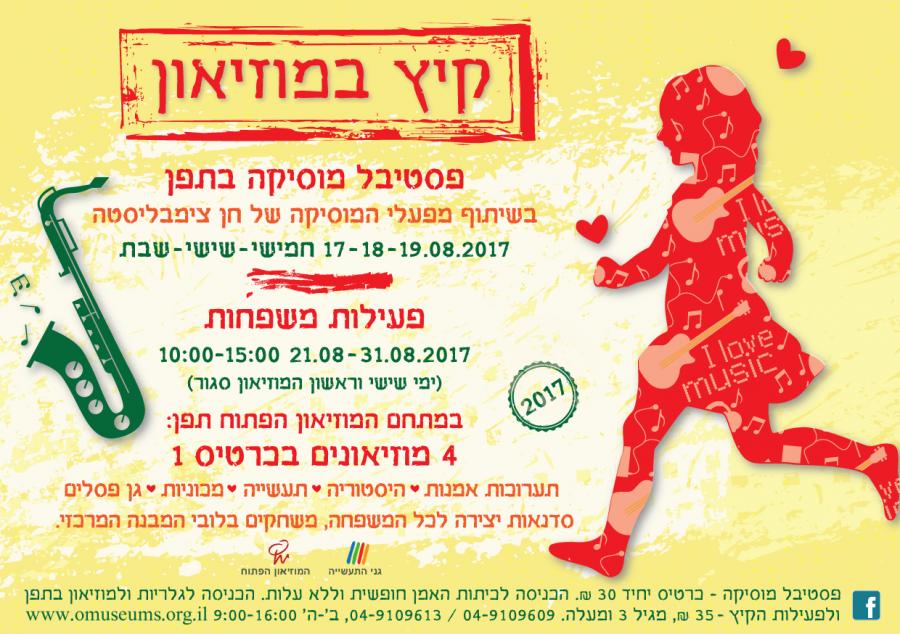 קיץ במוזיאון
פסטיבל מוסיקה בתפן
בשיתוף מפעלי המוסיקה של חן צימבליסטה
17-18-19.08.2017 חמישי-שישי-שבת
פעילות משפחות
10:00-15:00 21.08-31.08.2017
(ימי שישי וראשון המוזיאון סגור)
2017
במתחם המוזיאון הפתוח תפן:
4 מוזיאונים בכרטיס 1
תערוכות אמנות ♥ היסטוריה ♥ תעשייה ♥ מכוניות ♥ גן פסלים
סדנאות יצירה לכל המשפחה, משחקים בלובי המבנה המרכזי.
גני התעשייה
המוזיאון הפתוח
פסטיבל מוסיקה - כרטיס יחיד 30 ₪. הכניסה לכיתות האמן חופשית וללא עלות. הכניסה לגלריות ולמוזיאון בתפן
ולפעילות הקיץ - 35 ₪, מגיל 3 ומעלה. 04-9109609 / 04-9109613, ב'-ה' 9:00-16:00 www.omuseums.org.il
f
I lo
mus
I love
music